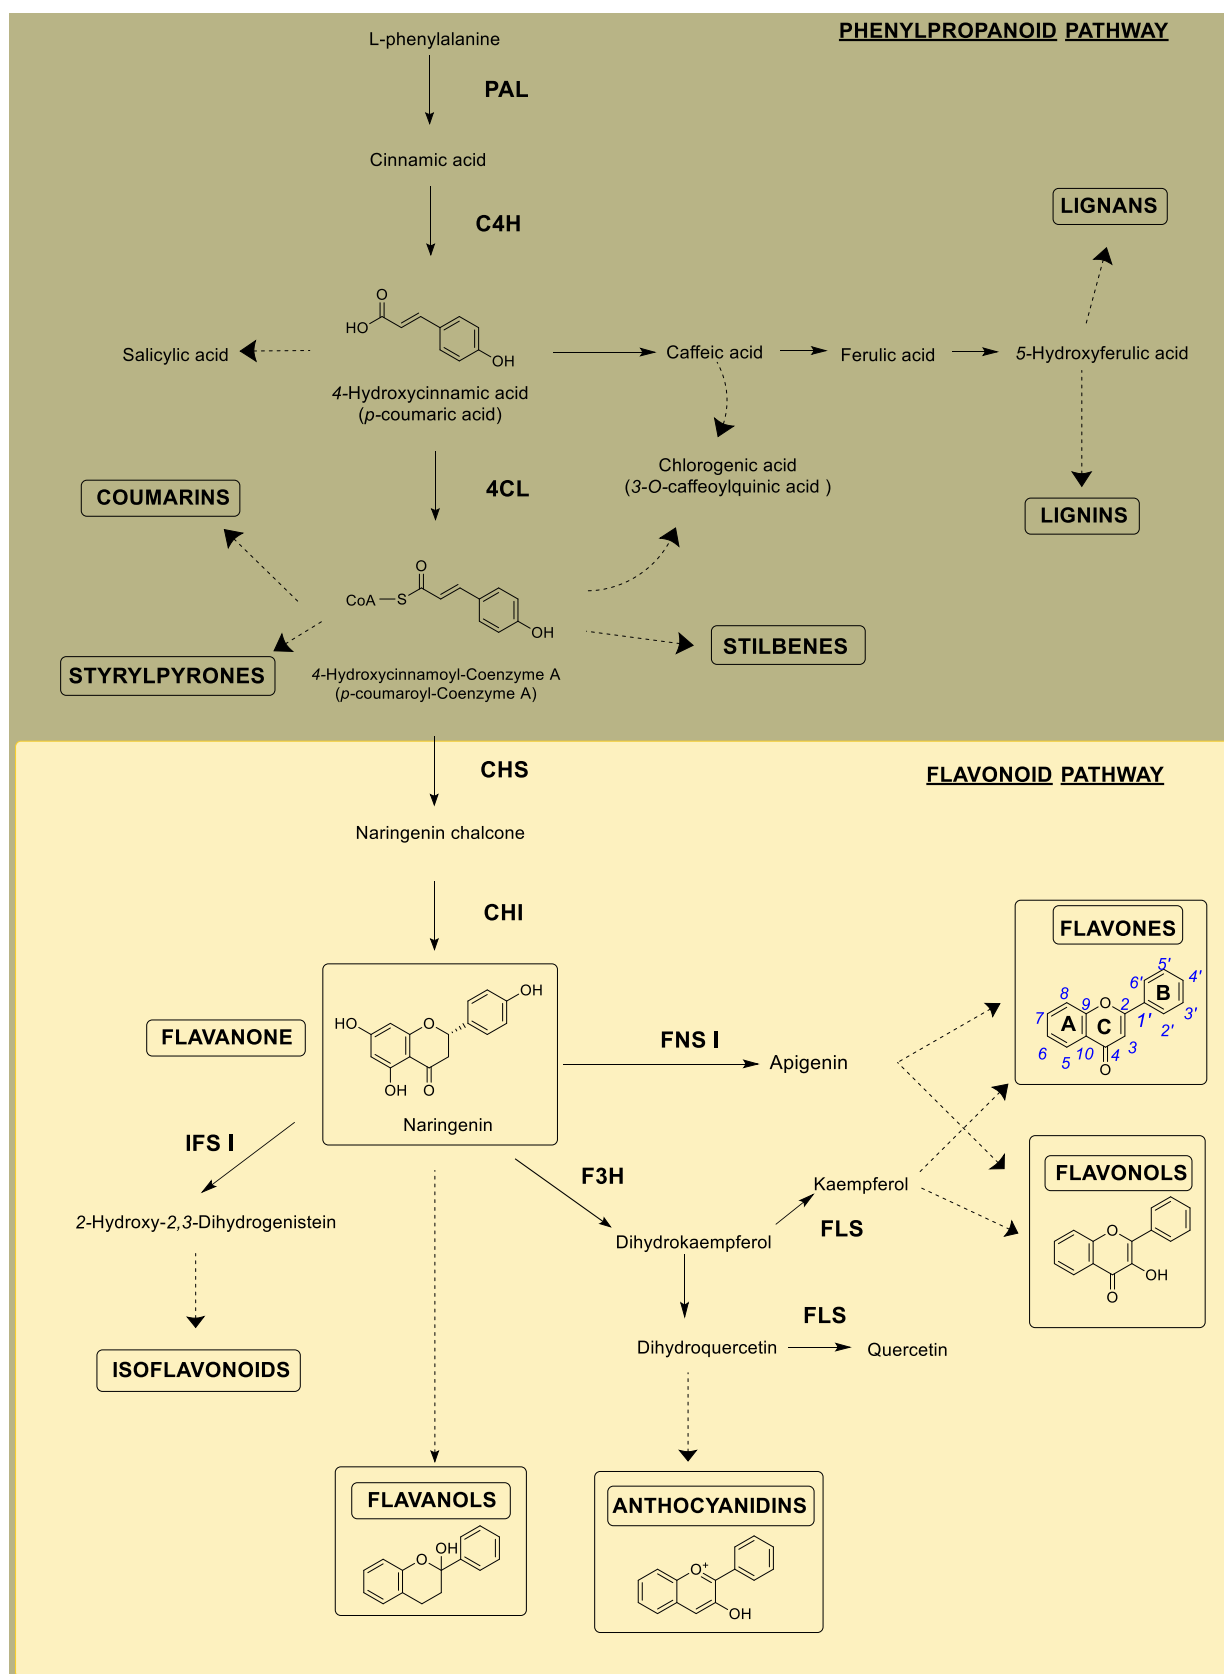 PHENYLPROPANOID PATHWAY
L-phenylalanine
PAL
Cinnamic acid
C4H
LIGNANS
O
HO
OH
4-Hydroxycinnamic acid
(p-coumaric acid)
Salicylic acid
Caffeic acid
Ferulic acid
5-Hydroxyferulic acid
Chlorogenic acid
(3-O-caffeoylquinic acid )
4CL
COUMARINS
LIGNINS
O
CoA
S
OH
STILBENES
STYRYLPYRONES
4-Hydroxycinnamoyl-Coenzyme A
(p-coumaroyl-Coenzyme A)
CHS
FLAVONOID PATHWAY
Naringenin chalcone
CHI
FLAVONES
5'
6'
4'
8
9
O
2
B
7
A
C
1'
3'
2'
6
5
10
4
3
O
OH
HO
O
OH
O
Naringenin
FLAVANONE
FNS I
Apigenin
IFS I
F3H
Kaempferol
FLAVONOLS
O
OH
O
2-Hydroxy-2,3-Dihydrogenistein
Dihydrokaempferol
FLS
FLS
Dihydroquercetin
Quercetin
ISOFLAVONOIDS
FLAVANOLS
OH
O
ANTHOCYANIDINS
O+
OH